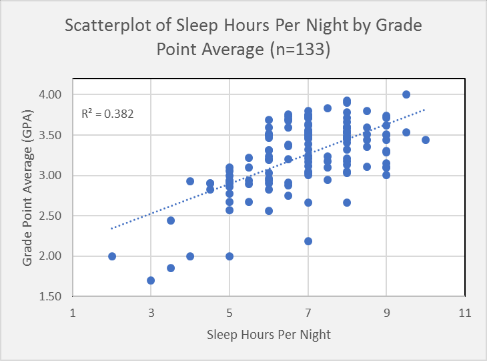 Scatterplot of Sleep Hours Per Night by Grade
Point Average (n=133)
4.00
R² = 0.382
3.50
3.00
2.50
2.00
1.50
Grade Point Average (GPA)
1 3 5 7 9 11
Sleep Hours Per Night